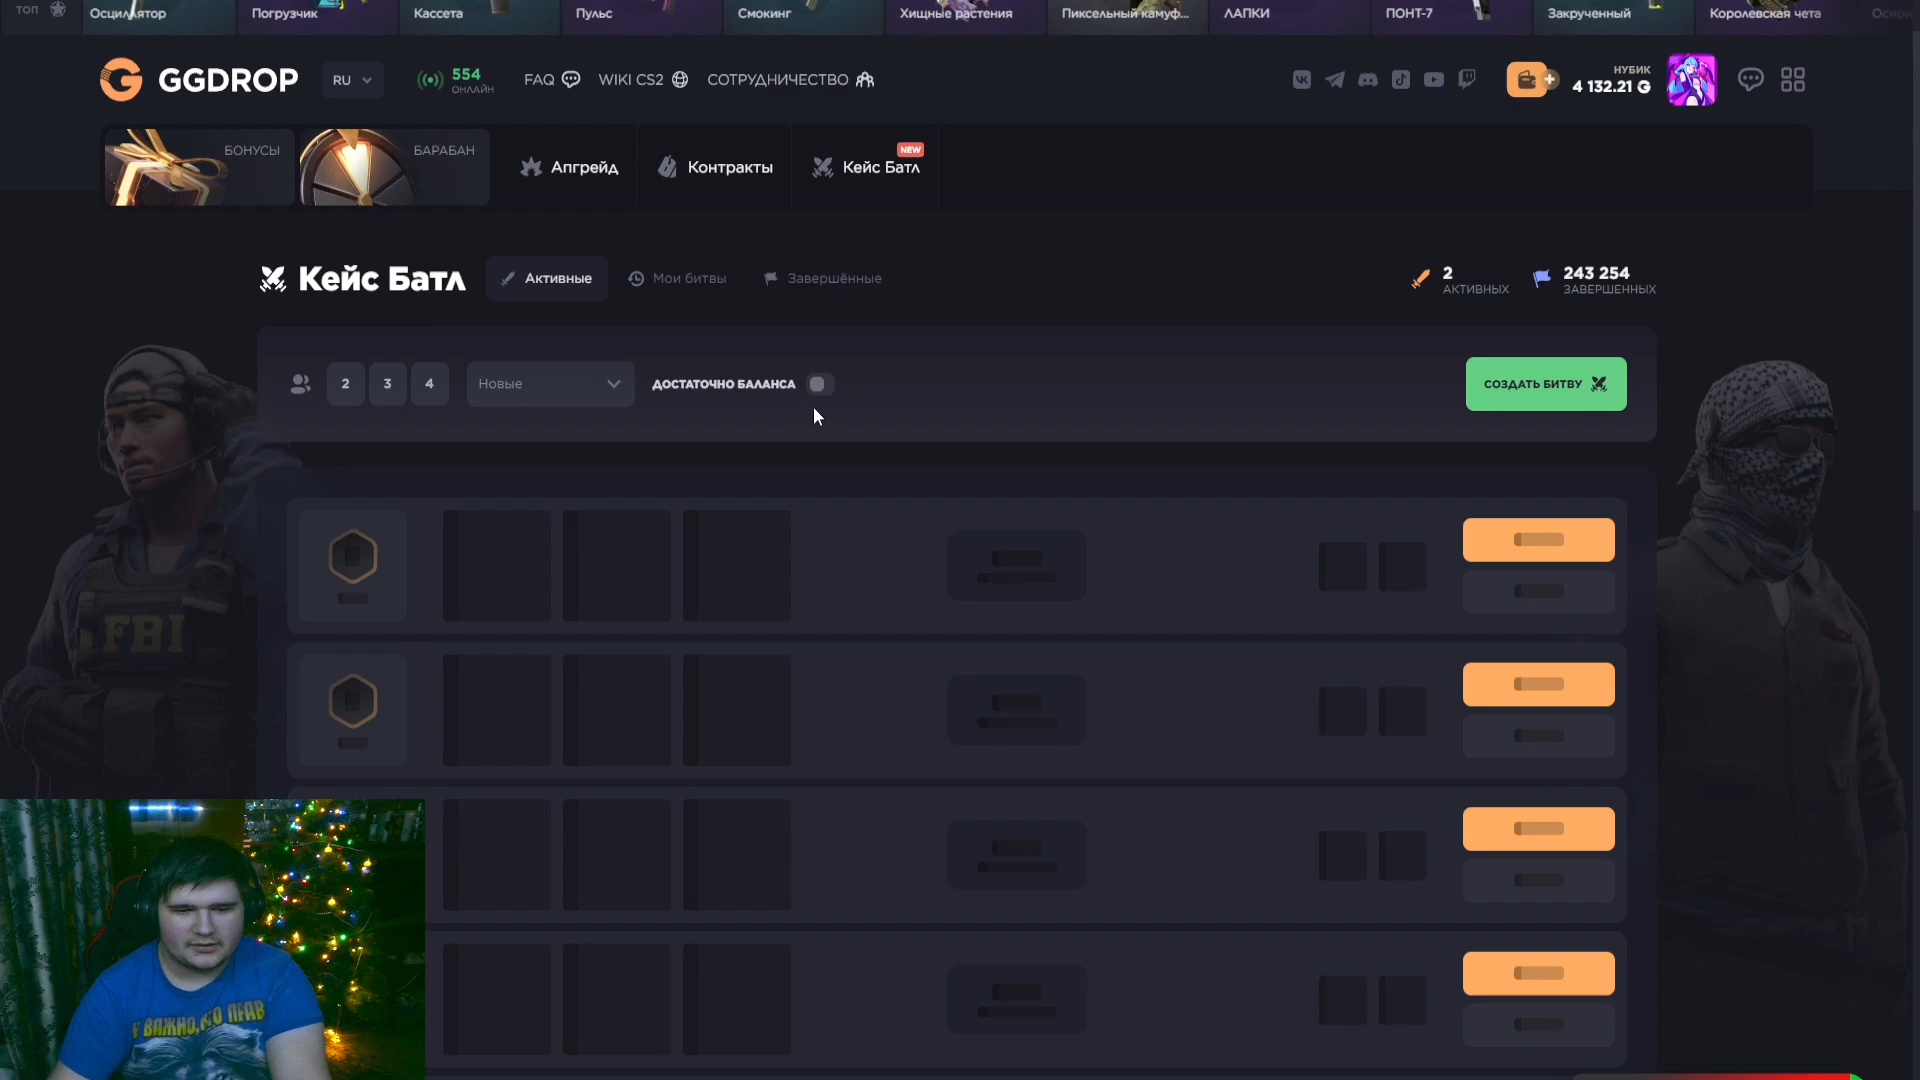 ТОП
Осциллятор
Погрузчик
Кассета
Пульс
Смокинг
Хищные растения
Пиксельный камуф...
ЛАПКИ
ПОНТ-7
Закрученный
Королевская чета
GGDROP
RU
554
ОНЛАЙН
FAQ
WIKI CS2
СОТРУДНИЧЕСТВО
НУБИК
4 132.21 G
БОНУСЫ
БАРАБАН
Апгрейд
Контракты
NEW
Кейс Батл
Кейс Батл
Активные
Мои битвы
Завершённые
2
АКТИВНЫХ
243 254
ЗАВЕРШЕННЫХ
2
3
4
Новые
ДОСТАТОЧНО БАЛАНСА
СОЗДАТЬ БИТВУ
FBI